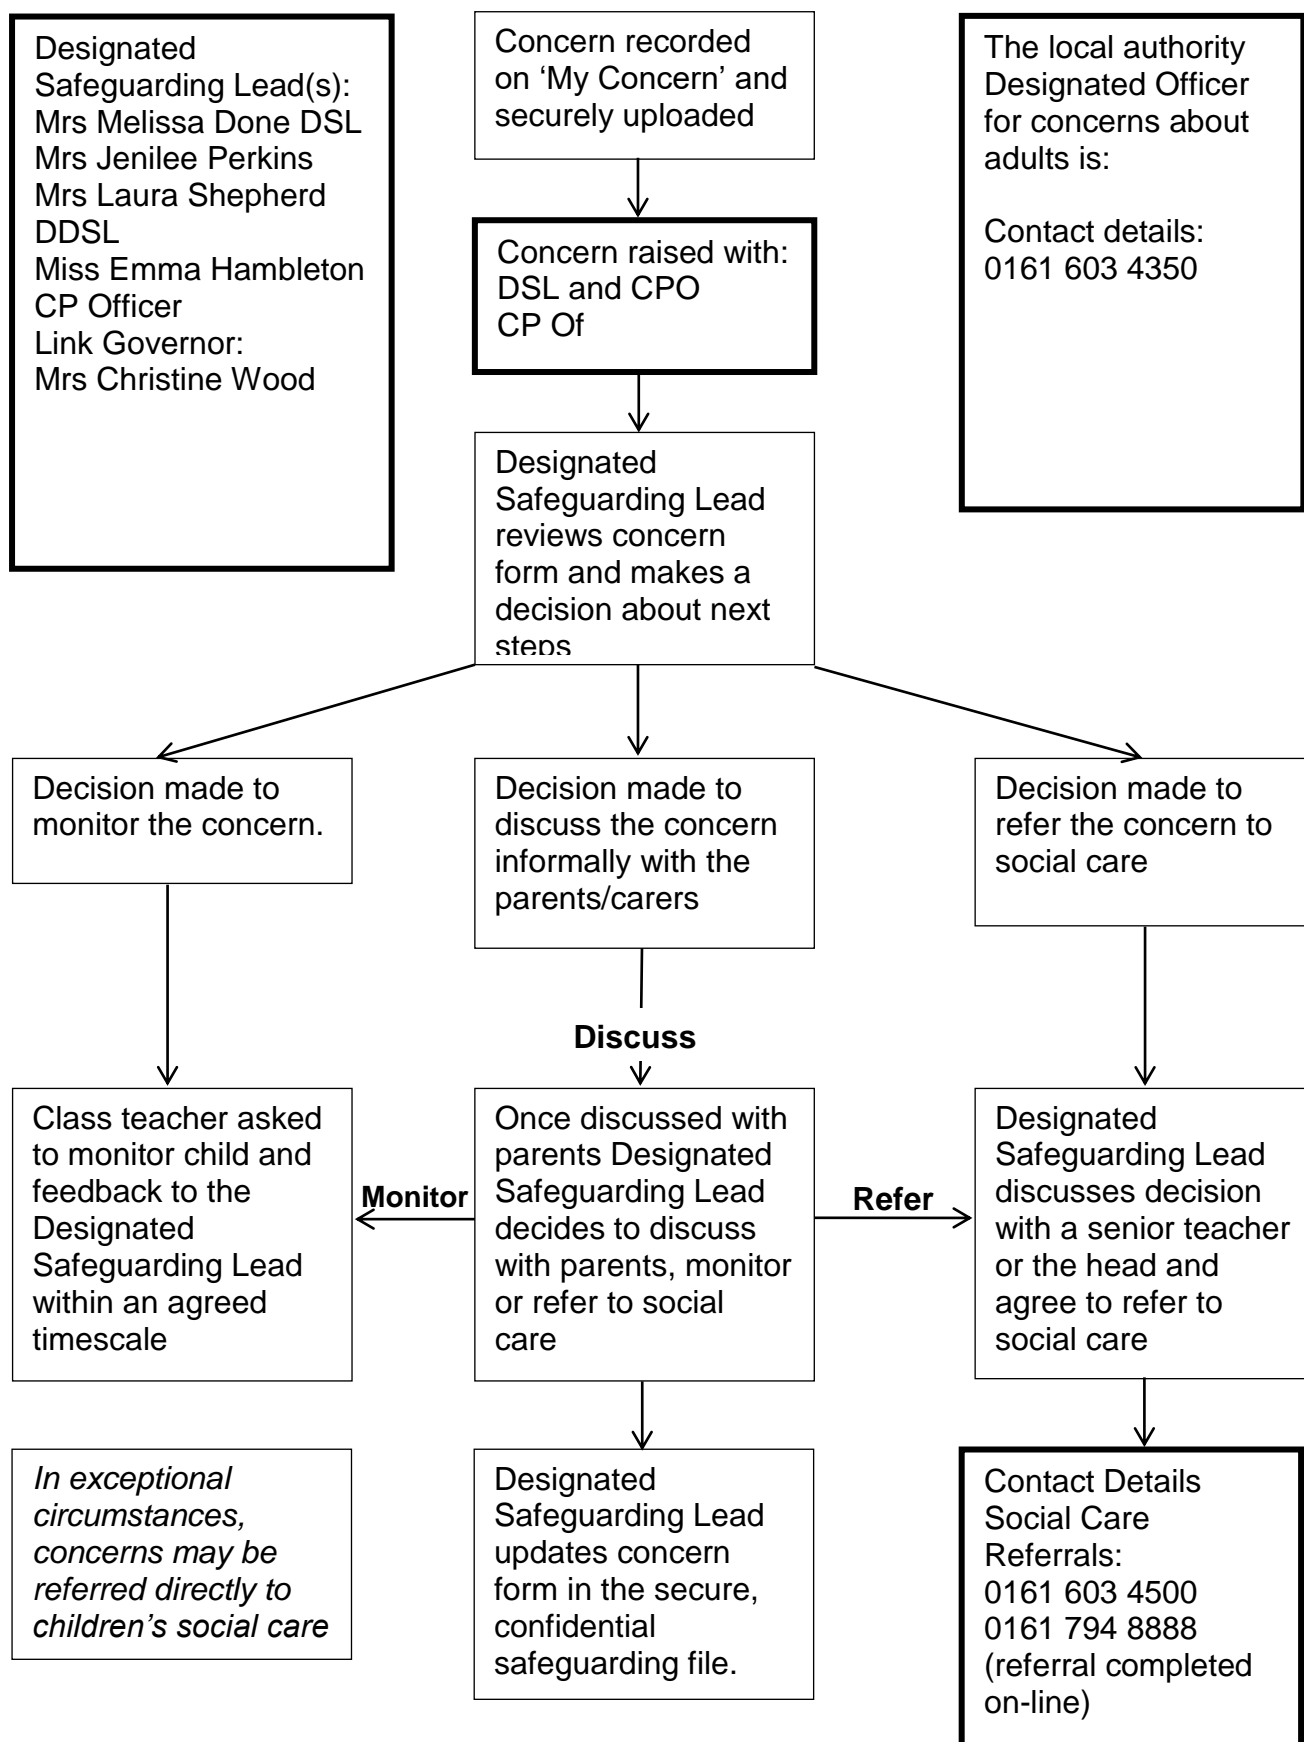 Designated
Safeguarding Lead(s):
Mrs Melissa Done DSL
Mrs Jenilee Perkins
Mrs Laura Shepherd
DDSL
Miss Emma Hambleton
CP Officer
Link Governor:
Mrs Christine Wood
Concern recorded
on ‘My Concern’ and
securely uploaded
The local authority
Designated Officer
for concerns about
adults is:
Contact details:
0161 603 4350
Concern raised with:
DSL and CPO
CP Of
Designated
Safeguarding Lead
reviews concern
form and makes a
decision about next
steps
Decision made to
monitor the concern.
Decision made to
discuss the concern
informally with the
parents/carers
Decision made to
refer the concern to
social care
Discuss
Class teacher asked
to monitor child and
feedback to the
Designated
Safeguarding Lead
within an agreed
timescale
Monitor
Once discussed with
parents Designated
Safeguarding Lead
decides to discuss
with parents, monitor
or refer to social
care
Refer
Designated
Safeguarding Lead
discusses decision
with a senior teacher
or the head and
agree to refer to
social care
In exceptional
circumstances,
concerns may be
referred directly to
children’s social care
Designated
Safeguarding Lead
updates concern
form in the secure,
confidential
safeguarding file.
Contact Details
Social Care
Referrals:
0161 603 4500
0161 794 8888
(referral completed
on-line)